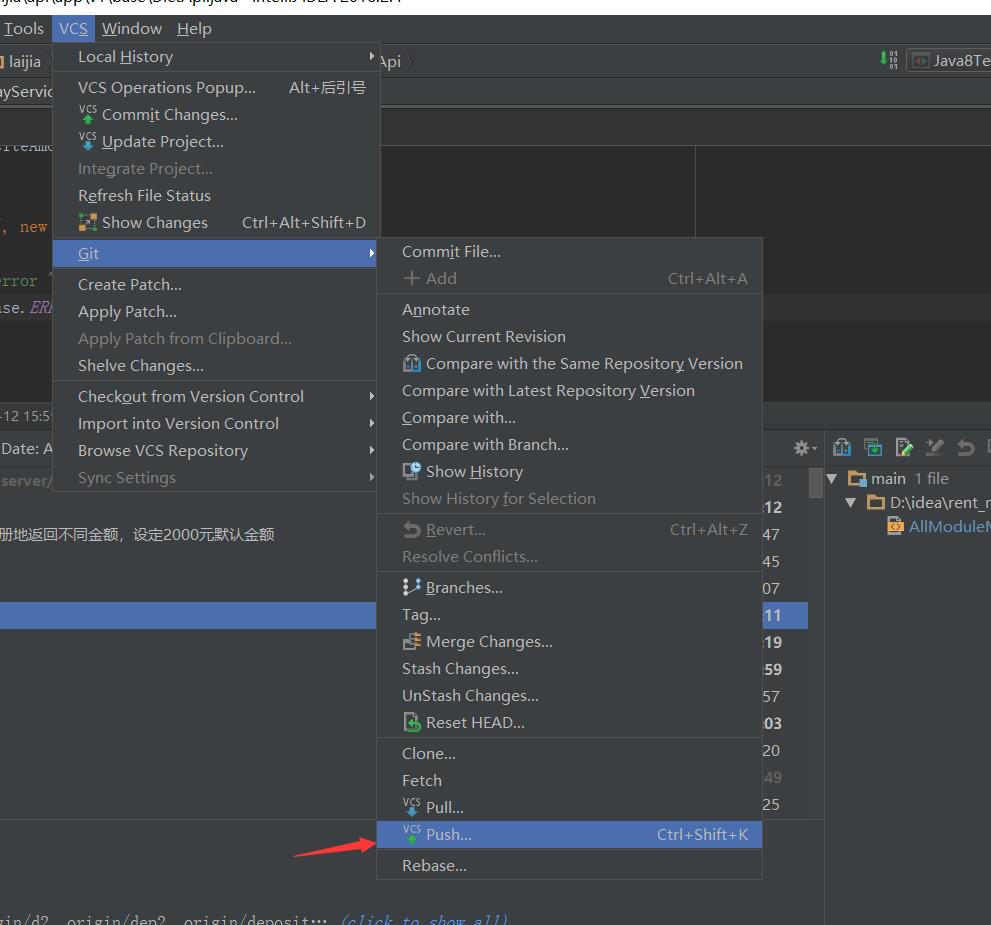 Tools VCS Window Help
laijia
Api
Java8Te
Local History
VCS Operations Popup... Alt+后引号
Commit Changes...
Update Project...
Integrate Project...
Refresh File Status
Show Changes Ctrl+Alt+Shift+D
, new
Git
error
Create Patch...
se.ERR
Apply Patch...
Apply Patch from Clipboard...
Shelve Changes...
Checkout from Version Control
-12 15:5
Import into Version Control
Date: A
Browse VCS Repository
server/
Sync Settings
Commit File...
Add Ctrl+Alt+A
Annotate
Show Current Revision
Compare with the Same Repository Version
Compare with Latest Repository Version
Compare with...
Compare with Branch...
Show History
Show History for Selection
Revert... Ctrl+Alt+Z
Resolve Conflicts...
Branches...
Tag...
Merge Changes...
Stash Changes...
UnStash Changes...
Reset HEAD...
Clone...
Fetch
VCS Pull...
VCS Push... Ctrl+Shift+K
Rebase...
册地返回不同金额，设定2000元默认金额
:12
:12
47
45
07
:11
:19
:59
57
:03
20
:49
25
main 1 file
D:\idea\rent_r
AllModuleM
gin/d2, origin/dep2, origin/deposit… (click to show all)